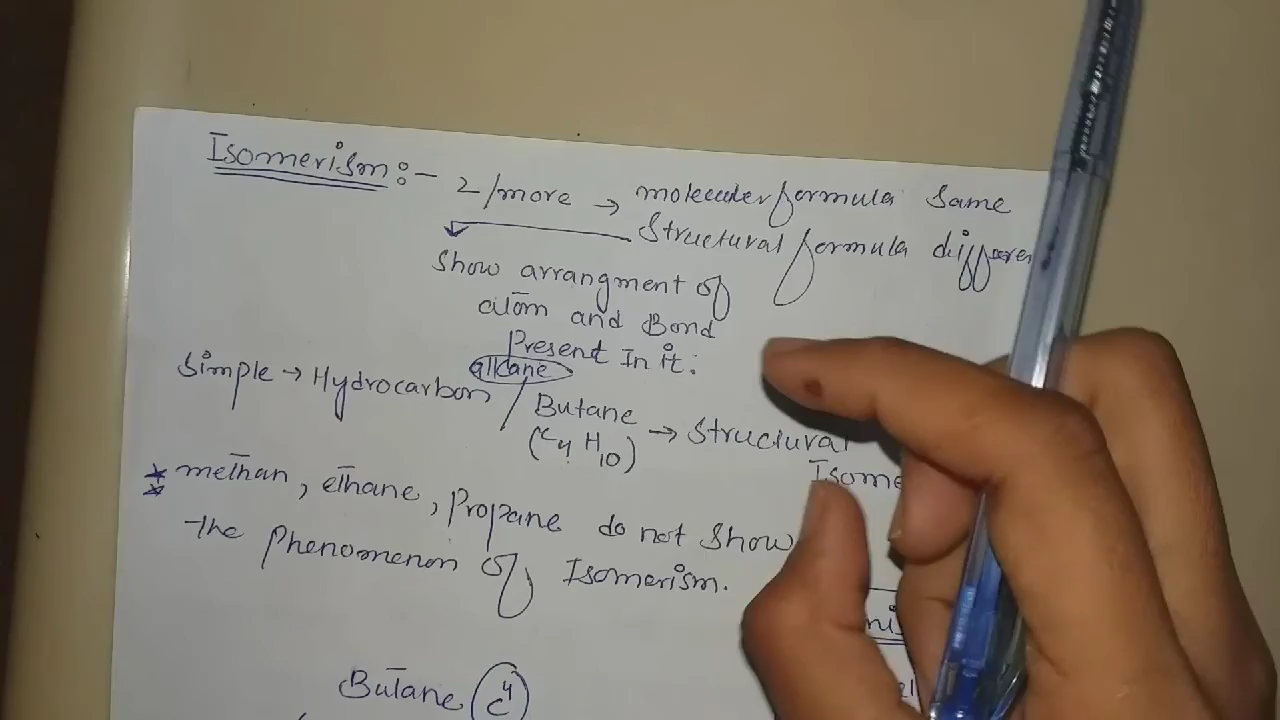 Isomerism:-
2/more → moleculer formula Same
Structural formula differen
Show arrangment of
atom and Bond
Present In it:
Simple → Hydrocarbon / alkane
Butane → Structural
(C4 H10)
Isome
** methan, ethane, Propane do not Show
The Phenomenon of Isomerism.
Butane C4